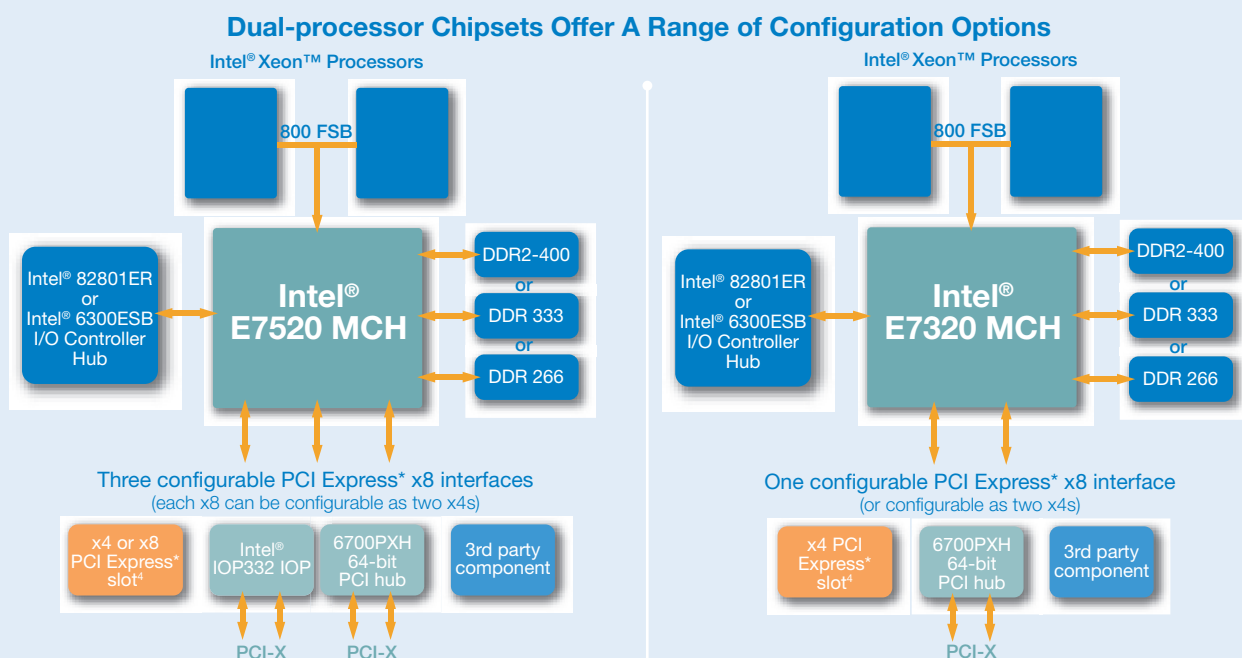 Dual-processor Chipsets Offer A Range of Configuration Options
Intel® Xeon™ Processors
800 FSB
Intel® 82801ER
or
Intel® 6300ESB
I/O Controller
Hub
Intel®
E7520 MCH
DDR2-400
or
DDR 333
or
DDR 266
Three configurable PCI Express* x8 interfaces
(each x8 can be configurable as two x4s)
x4 or x8
PCI Express*
slot⁴
Intel®
IOP332 IOP
6700PXH
64-bit
PCI hub
3rd party
component
PCI-X
PCI-X
Intel® Xeon™ Processors
800 FSB
Intel® 82801ER
or
Intel® 6300ESB
I/O Controller
Hub
Intel®
E7320 MCH
DDR2-400
or
DDR 333
or
DDR 266
One configurable PCI Express* x8 interface
(or configurable as two x4s)
x4 PCI
Express*
slot⁴
6700PXH
64-bit
PCI hub
3rd party
component
PCI-X